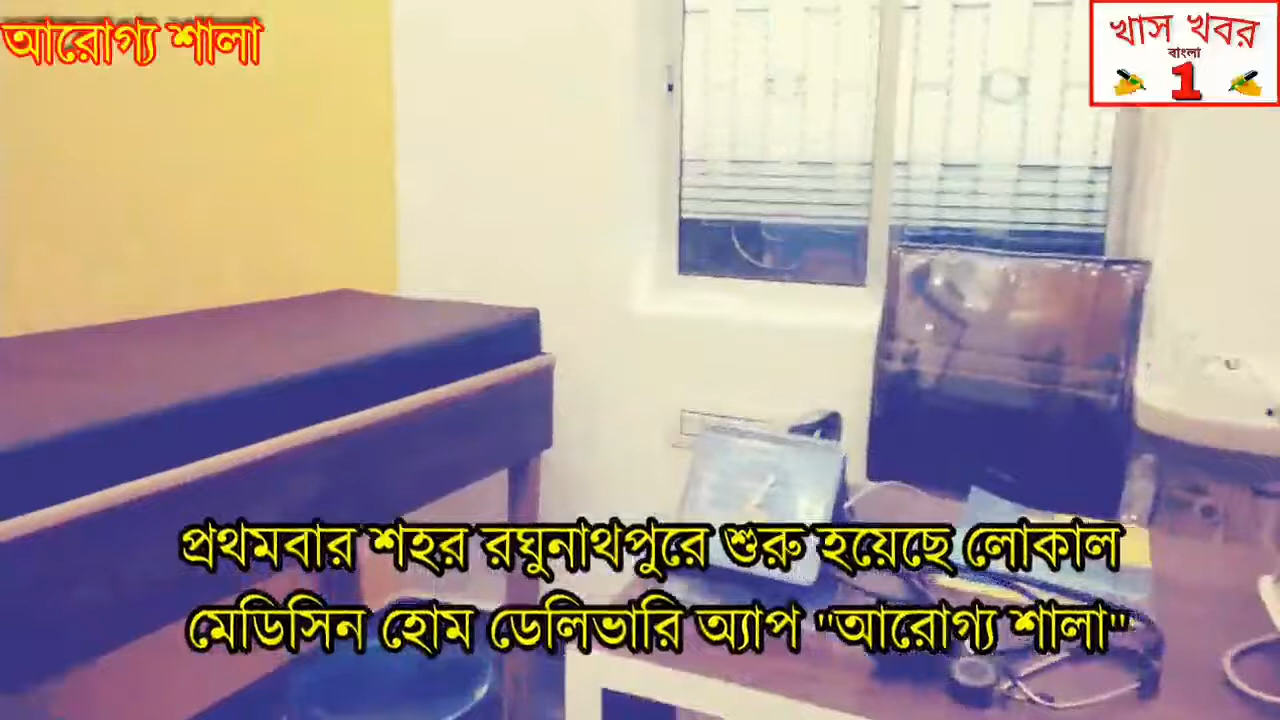 আরোগ্য শালা
খাস খবর
বাংলা
1
প্রথমবার শহর রঘুনাথপুরে শুরু হয়েছে লোকাল
মেডিসিন হোম ডেলিভারি অ্যাপ "আরোগ্য শালা"